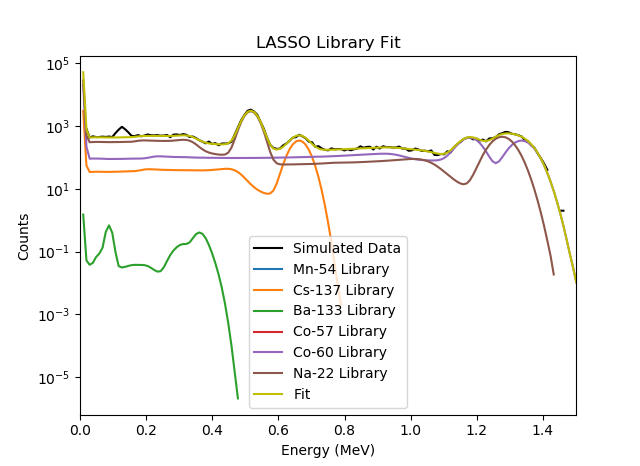 LASSO Library Fit
10^5
10^3
10^1
10^−1
10^−3
10^−5
Counts
Simulated Data
Mn-54 Library
Cs-137 Library
Ba-133 Library
Co-57 Library
Co-60 Library
Na-22 Library
Fit
0.0 0.2 0.4 0.6 0.8 1.0 1.2 1.4
Energy (MeV)